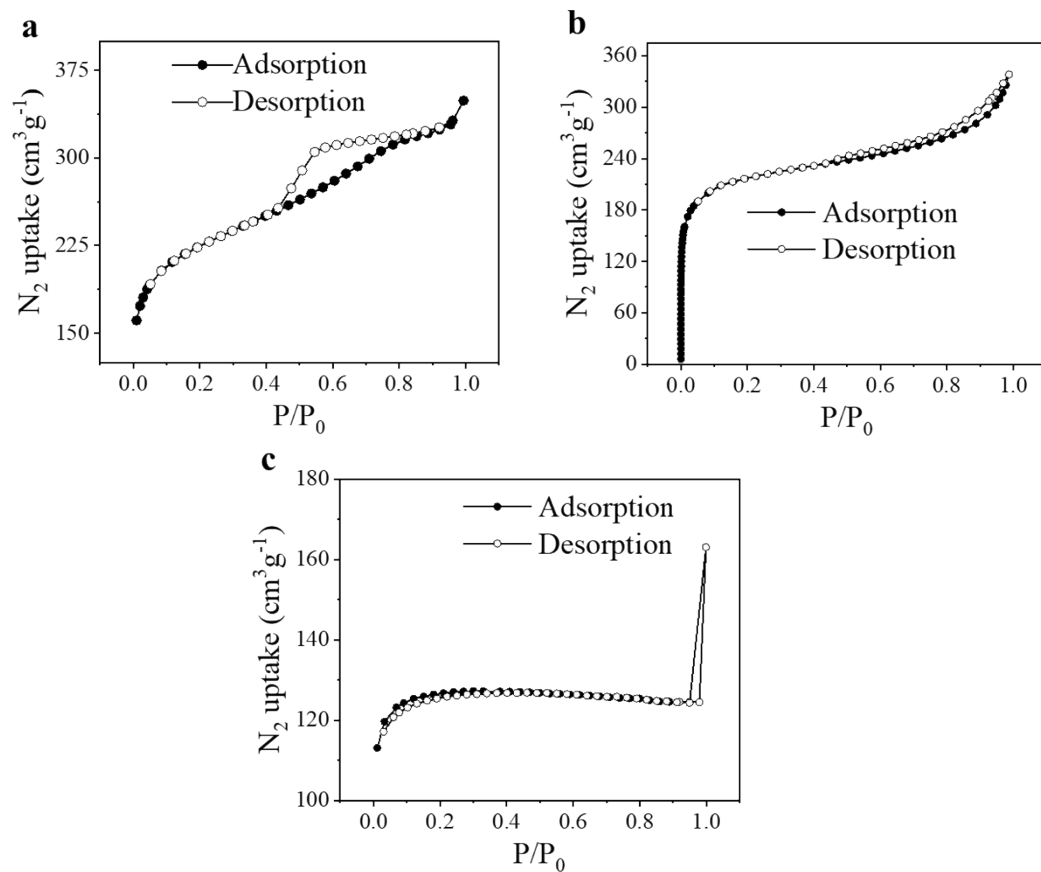 a
Adsorption
Desorption
N₂ uptake (cm³g⁻¹)
375
300
225
150
0.0 0.2 0.4 0.6 0.8 1.0
P/P₀
b
Adsorption
Desorption
N₂ uptake (cm³g⁻¹)
360
300
240
180
120
60
0
0.0 0.2 0.4 0.6 0.8 1.0
P/P₀
c
Adsorption
Desorption
N₂ uptake (cm³g⁻¹)
180
160
140
120
100
0.0 0.2 0.4 0.6 0.8 1.0
P/P₀